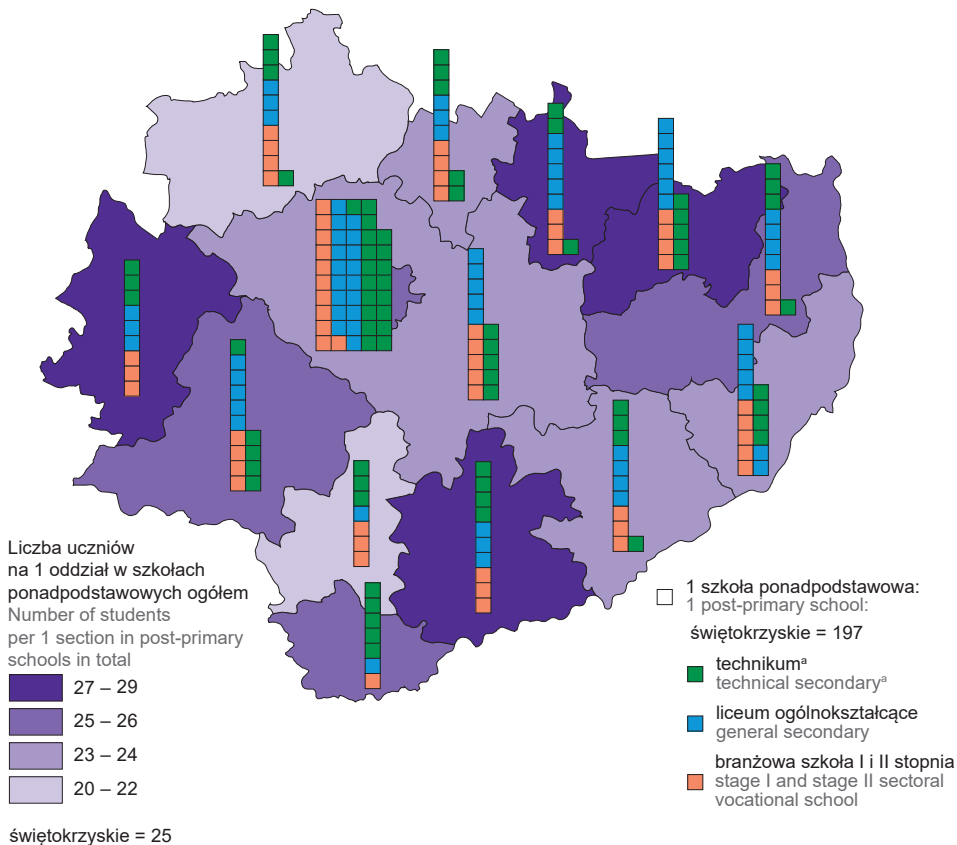 Liczba uczniów
na 1 oddział w szkołach
ponadpodstawowych ogółem
Number of students
per 1 section in post-primary
schools in total
27 – 29
25 – 26
23 – 24
20 – 22
świętokrzyskie = 25
1 szkoła ponadpodstawowa:
1 post-primary school:
świętokrzyskie = 197
technikumᵃ
technical secondaryᵃ
liceum ogólnokształcące
general secondary
branżowa szkoła I i II stopnia
stage I and stage II sectoral
vocational school